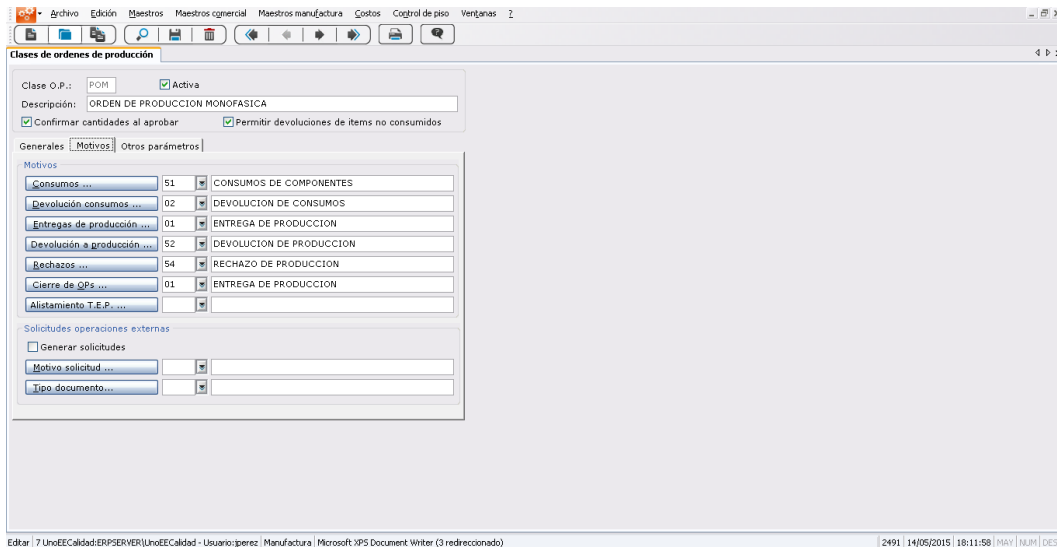 Archivo Edición Maestros Maestros comercial Maestros manufactura Costos Control de piso Ventanas ?
Clases de ordenes de producción
Clase O.P.: POM Activa
Descripción: ORDEN DE PRODUCCION MONOFASICA
Confirmar cantidades al aprobar Permitir devoluciones de items no consumidos
Generales Motivos Otros parámetros
Motivos
Consumos ... 51 CONSUMOS DE COMPONENTES
Devolución consumos ... 02 DEVOLUCION DE CONSUMOS
Entregas de producción ... 01 ENTREGA DE PRODUCCION
Devolución a producción ... 52 DEVOLUCION DE PRODUCCION
Rechazos ... 54 RECHAZO DE PRODUCCION
Cierre de OPs ... 01 ENTREGA DE PRODUCCION
Alistamiento T.E.P. ...
Solicitudes operaciones externas
Generar solicitudes
Motivo solicitud ...
Tipo documento...
Editar 7 UnoEECalidad:ERPSERVER\UnoEECalidad - Usuario:jperez Manufactura Microsoft XPS Document Writer (3 redireccionado) 2491 14/05/2015 18:11:58 MAY NUM DES